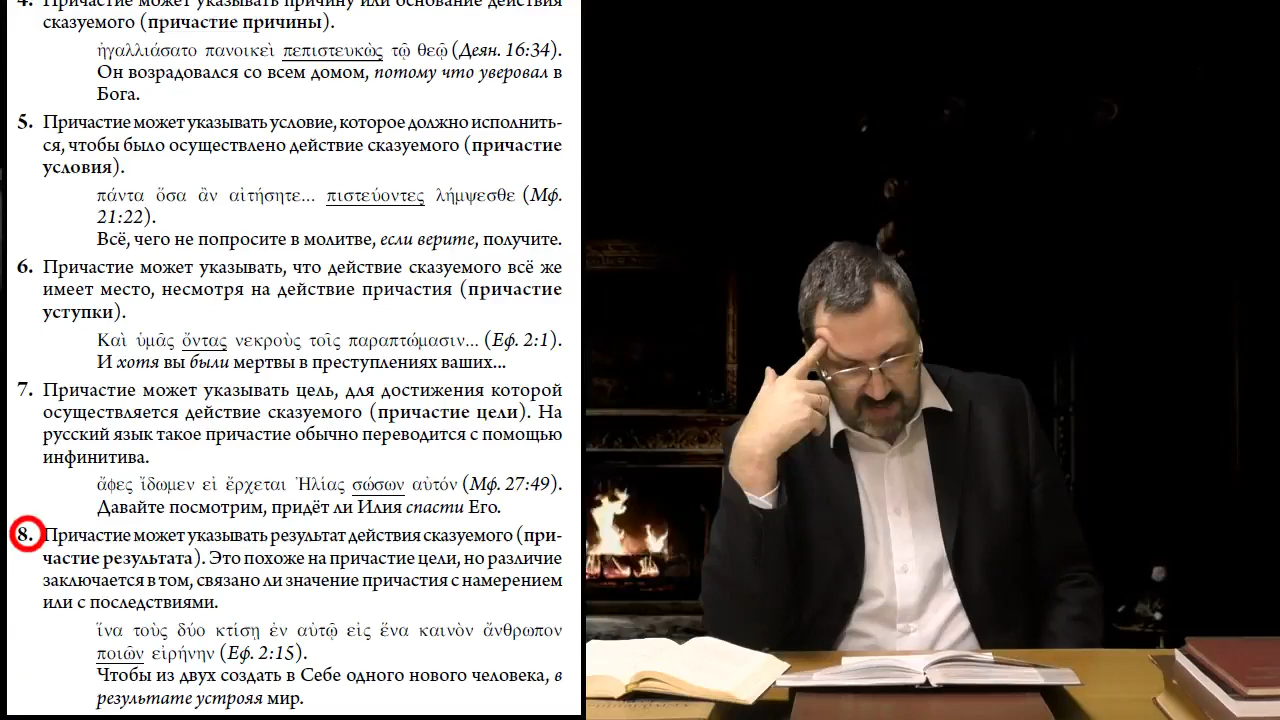 4. Причастие может указывать причину или основание действия
сказуемого (причастие причины).
ἠγαλλιάσατο πανοικεὶ πεπιστευκὼς τῷ θεῷ (Деян. 16:34).
Он возрадовался со всем домом, потому что уверовал в
Бога.
5. Причастие может указывать условие, которое должно исполнить-
ся, чтобы было осуществлено действие сказуемого (причастие
условия).
πάντα ὅσα ἂν αἰτήσητε... πιστεύοντες λήμψεσθε (Мф.
21:22).
Всё, чего не попросите в молитве, если верите, получите.
6. Причастие может указывать, что действие сказуемого всё же
имеет место, несмотря на действие причастия (причастие
уступки).
Καὶ ὑμᾶς ὄντας νεκροὺς τοῖς παραπτώμασιν... (Еф. 2:1).
И хотя вы были мертвы в преступлениях ваших...
7. Причастие может указывать цель, для достижения которой
осуществляется действие сказуемого (причастие цели). На
русский язык такое причастие обычно переводится с помощью
инфинитива.
ἄφες ἴδωμεν εἰ ἔρχεται Ἠλίας σώσων αὐτόν (Мф. 27:49).
Давайте посмотрим, придёт ли Илия спасти Его.
8. Причастие может указывать результат действия сказуемого (при-
частие результата). Это похоже на причастие цели, но различие
заключается в том, связано ли значение причастия с намерением
или с последствиями.
ἵνα τοὺς δύο κτίσῃ ἐν αὐτῷ εἰς ἕνα καινὸν ἄνθρωπον
ποιῶν εἰρήνην (Еф. 2:15).
Чтобы из двух создать в Себе одного нового человека, в
результате устрояя мир.